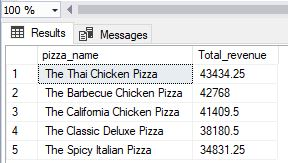 100 %
Results Messages
pizza_name Total_revenue
1 The Thai Chicken Pizza 43434.25
2 The Barbecue Chicken Pizza 42768
3 The California Chicken Pizza 41409.5
4 The Classic Deluxe Pizza 38180.5
5 The Spicy Italian Pizza 34831.25